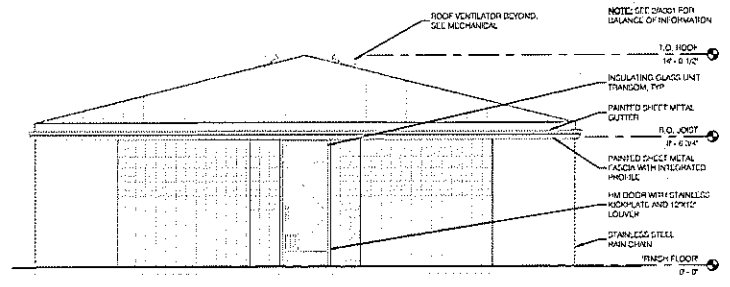 ROOF VENTILATOR BEYOND,
SEE MECHANICAL
NOTE: SEE FOR
BALANCE OF INFORMATION
T.O. ROOF
INSULATING GLASS UNIT
TRANSOM, TYP
PAINTED SHEET METAL
GUTTER
B.O. JOIST
PAINTED SHEET METAL
FASCIA WITH INTEGRATED
PROFILE
HM DOOR WITH STAINLESS
KICKPLATE AND 12"X12"
LOUVER
STAINLESS STEEL
RAIN CHAIN
FINISH FLOOR
0' - 0"